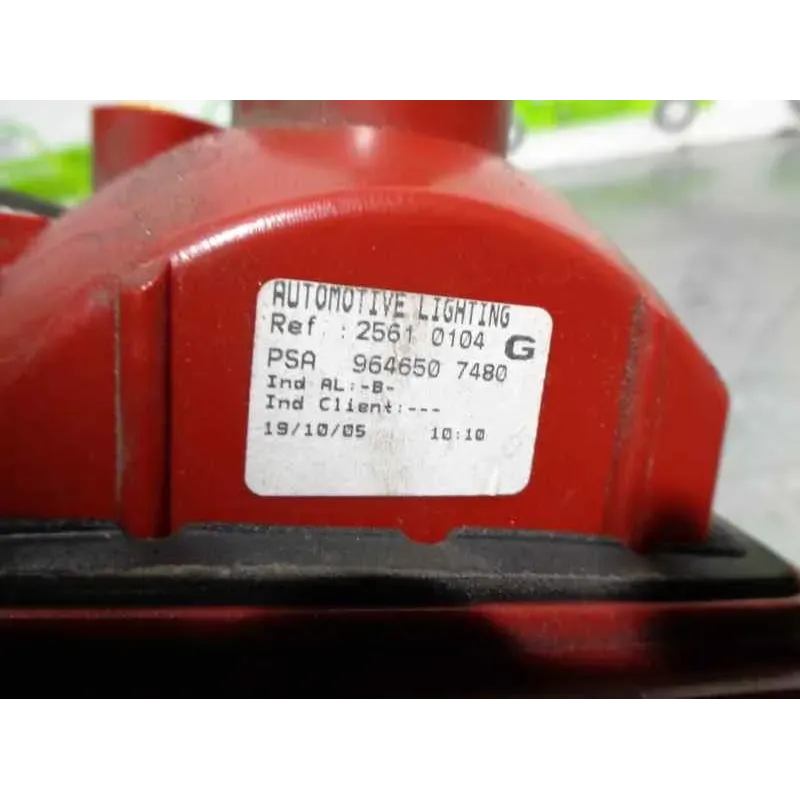 AUTOMOTIVE LIGHTING
Ref : 2561 0104 G
PSA 964650 7480
Ind AL:-B-
Ind Client:---
19/10/05 10:10